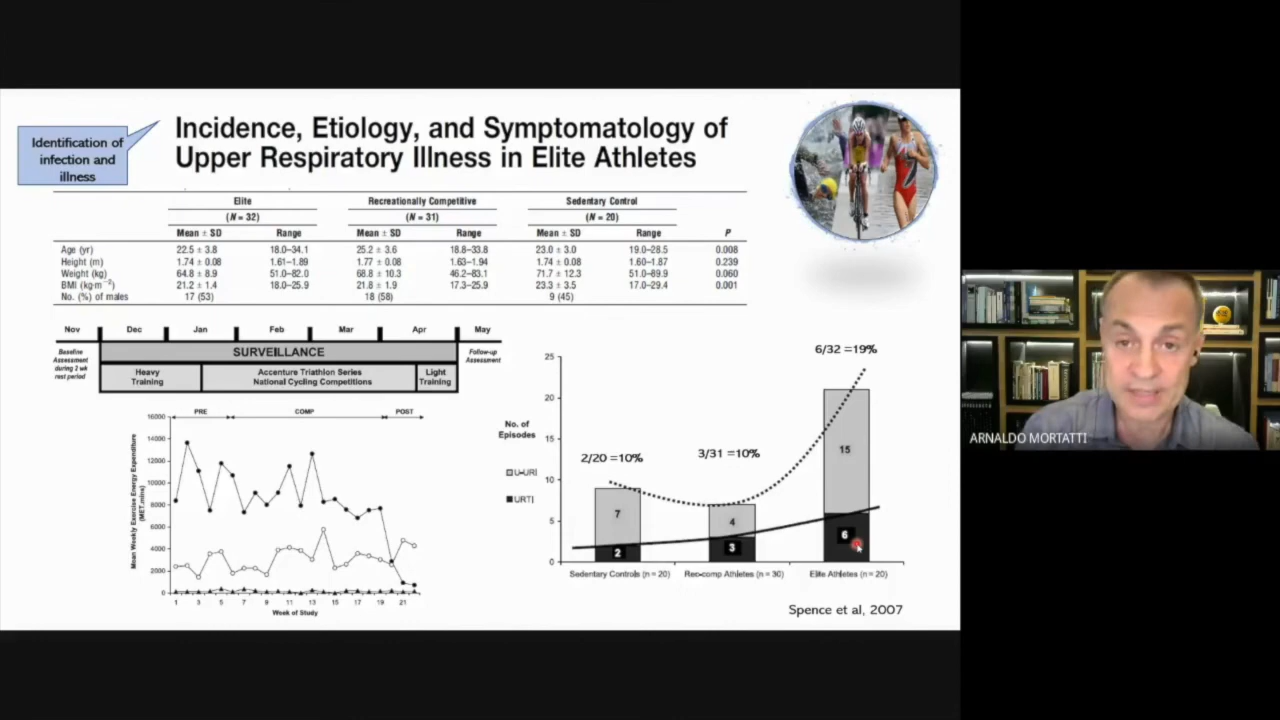 Identification of
infection and
illness
Incidence, Etiology, and Symptomatology of
Upper Respiratory Illness in Elite Athletes
Elite Recreationally Competitive Sedentary Control
(N = 32) (N = 31) (N = 20)
Mean ± SD Range Mean ± SD Range Mean ± SD Range P
Age (yr) 22.5 ± 3.8 18.0–34.1 25.2 ± 3.6 18.8–33.8 23.0 ± 3.0 19.0–28.5 0.008
Height (m) 1.74 ± 0.08 1.61–1.89 1.77 ± 0.08 1.63–1.94 1.74 ± 0.08 1.60–1.87 0.239
Weight (kg) 64.8 ± 8.9 51.0–82.0 68.8 ± 10.3 46.2–83.1 71.7 ± 12.3 51.0–89.9 0.060
BMI (kg·m⁻²) 21.2 ± 1.4 18.0–25.9 21.8 ± 1.9 17.3–25.9 23.3 ± 3.5 17.0–29.4 0.001
No. (%) of males 17 (53) 18 (58) 9 (45)
Nov Dec Jan Feb Mar Apr May
Baseline
Assessment
during 2 wk
rest period
SURVEILLANCE
Heavy
Training
Accenture Triathlon Series
National Cycling Competitions
Light
Training
Follow-up
Assessment
PRE COMP POST
Mean Weekly Exercise Energy Expenditure
(MET.mins)
16000
14000
12000
10000
8000
6000
4000
2000
0
1 3 5 7 9 11 13 15 17 19 21
Week of Study
No. of
Episodes
U-URI
URTI
25
20
15
10
5
0
2/20 =10%
3/31 =10%
6/32 =19%
7
2
4
3
15
6
Sedentary Controls (n = 20) Rec-comp Athletes (n = 30) Elite Athletes (n = 20)
Spence et al, 2007
ARNALDO MORTATTI